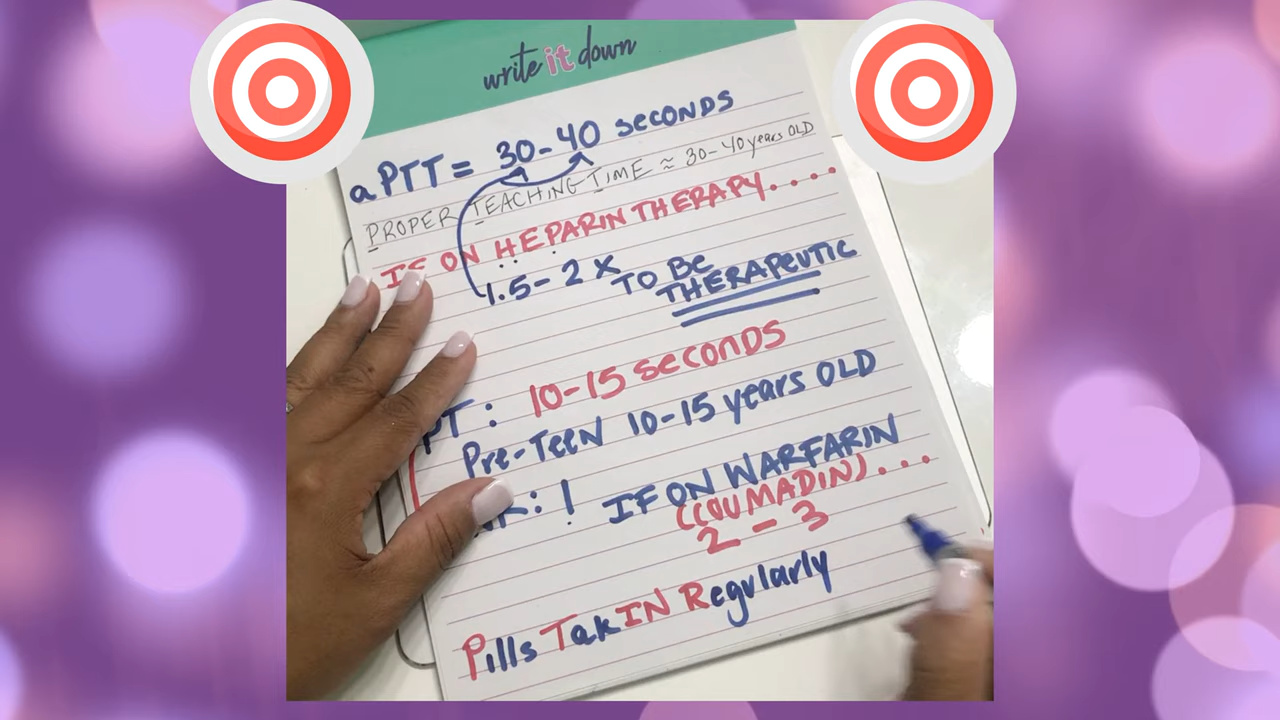 write it down
aPTT = 30-40 seconds
PROPER TEACHING TIME ≈ 30-40 years OLD
IF ON HEPARIN THERAPY....
1.5-2 X TO BE
THERAPEUTIC
PT: 10-15 seconds
Pre-Teen 10-15 years OLD
: 1 IF ON WARFARIN
(COUMADIN)...
2-3
Pills TakIN Regularly